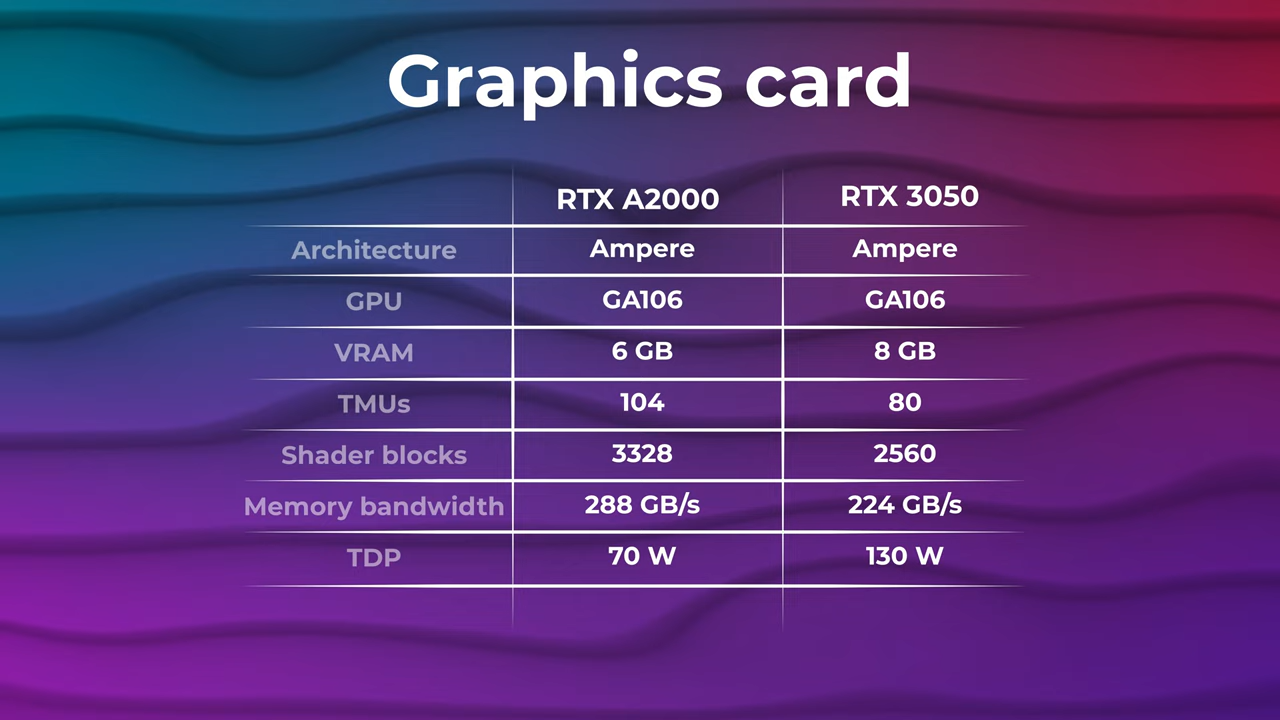 Graphics card
RTX A2000 RTX 3050
Architecture Ampere Ampere
GPU GA106 GA106
VRAM 6 GB 8 GB
TMUs 104 80
Shader blocks 3328 2560
Memory bandwidth 288 GB/s 224 GB/s
TDP 70 W 130 W